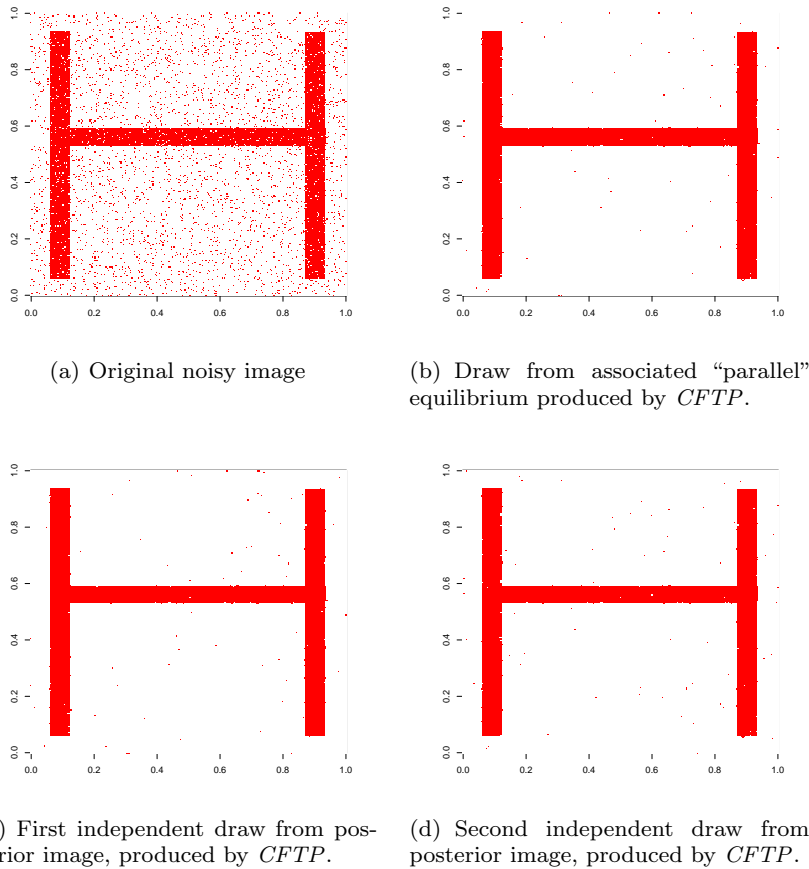 1.0
0.8
0.6
0.4
0.2
0.0
0.0 0.2 0.4 0.6 0.8 1.0
1.0
0.8
0.6
0.4
0.2
0.0
0.0 0.2 0.4 0.6 0.8 1.0
(a) Original noisy image
(b) Draw from associated “parallel”
equilibrium produced by CFTP.
1.0
0.8
0.6
0.4
0.2
0.0
0.0 0.2 0.4 0.6 0.8 1.0
1.0
0.8
0.6
0.4
0.2
0.0
0.0 0.2 0.4 0.6 0.8 1.0
) First independent draw from pos-
rior image, produced by CFTP.
(d) Second independent draw from
posterior image, produced by CFTP.